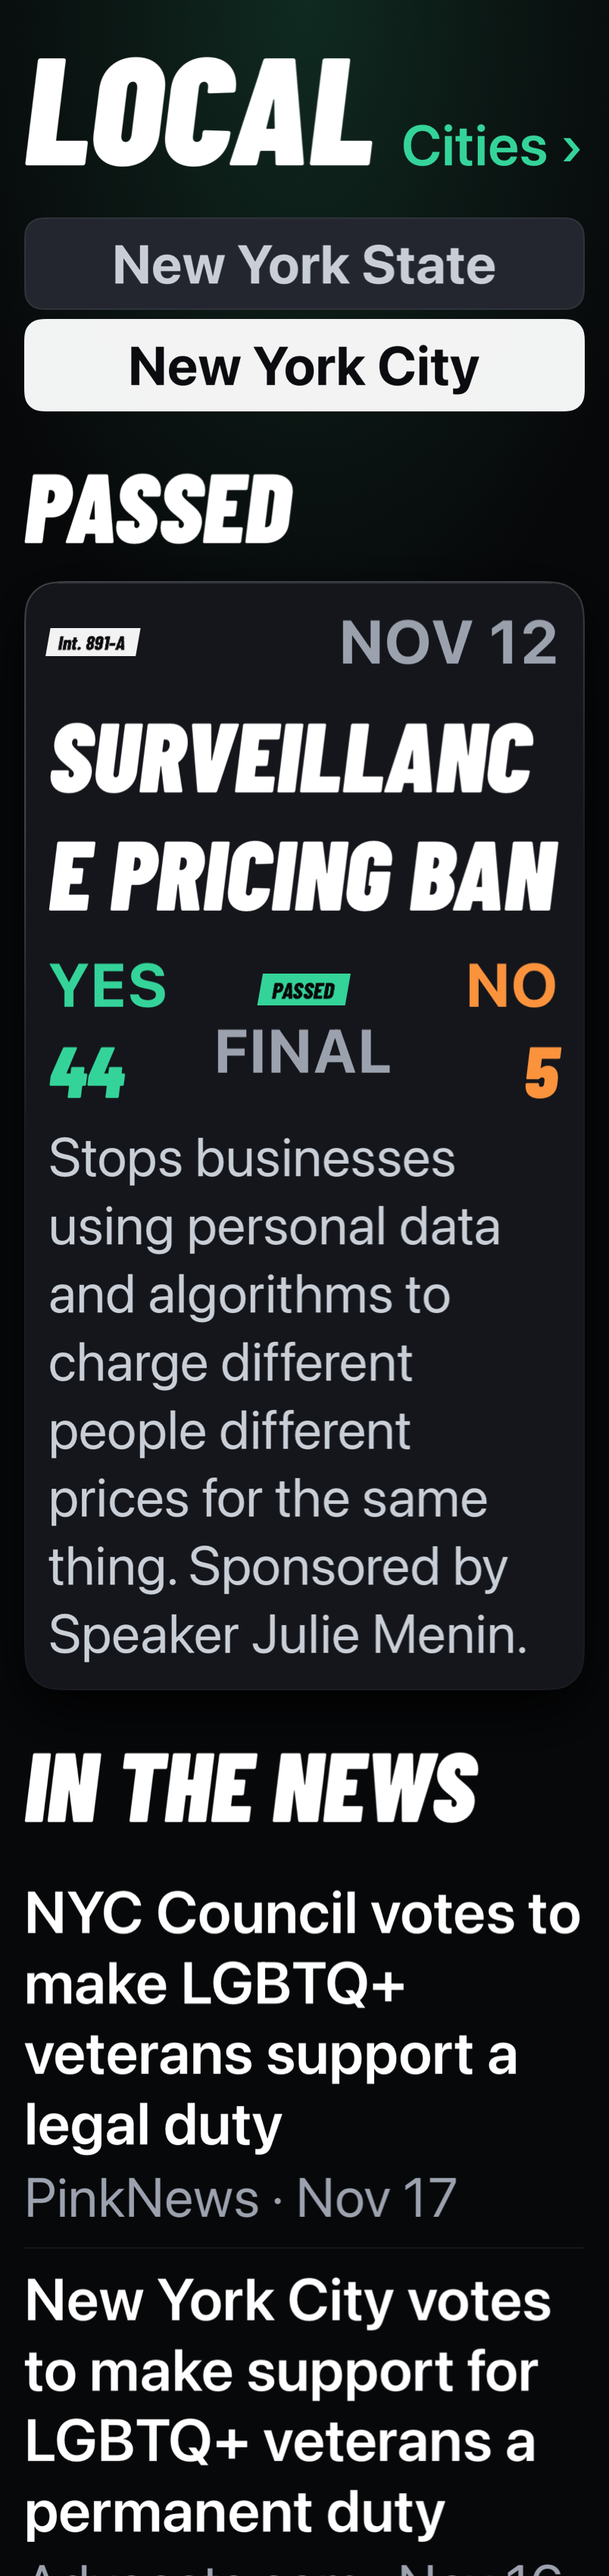 LOCAL
Cities ›
New York State
New York City
PASSED
Int. 891-A
NOV 12
SURVEILLANC
E PRICING BAN
YES
PASSED
NO
44
FINAL
5
Stops businesses
using personal data
and algorithms to
charge different
people different
prices for the same
thing. Sponsored by
Speaker Julie Menin.
IN THE NEWS
NYC Council votes to
make LGBTQ+
veterans support a
legal duty
PinkNews · Nov 17
New York City votes
to make support for
LGBTQ+ veterans a
permanent duty